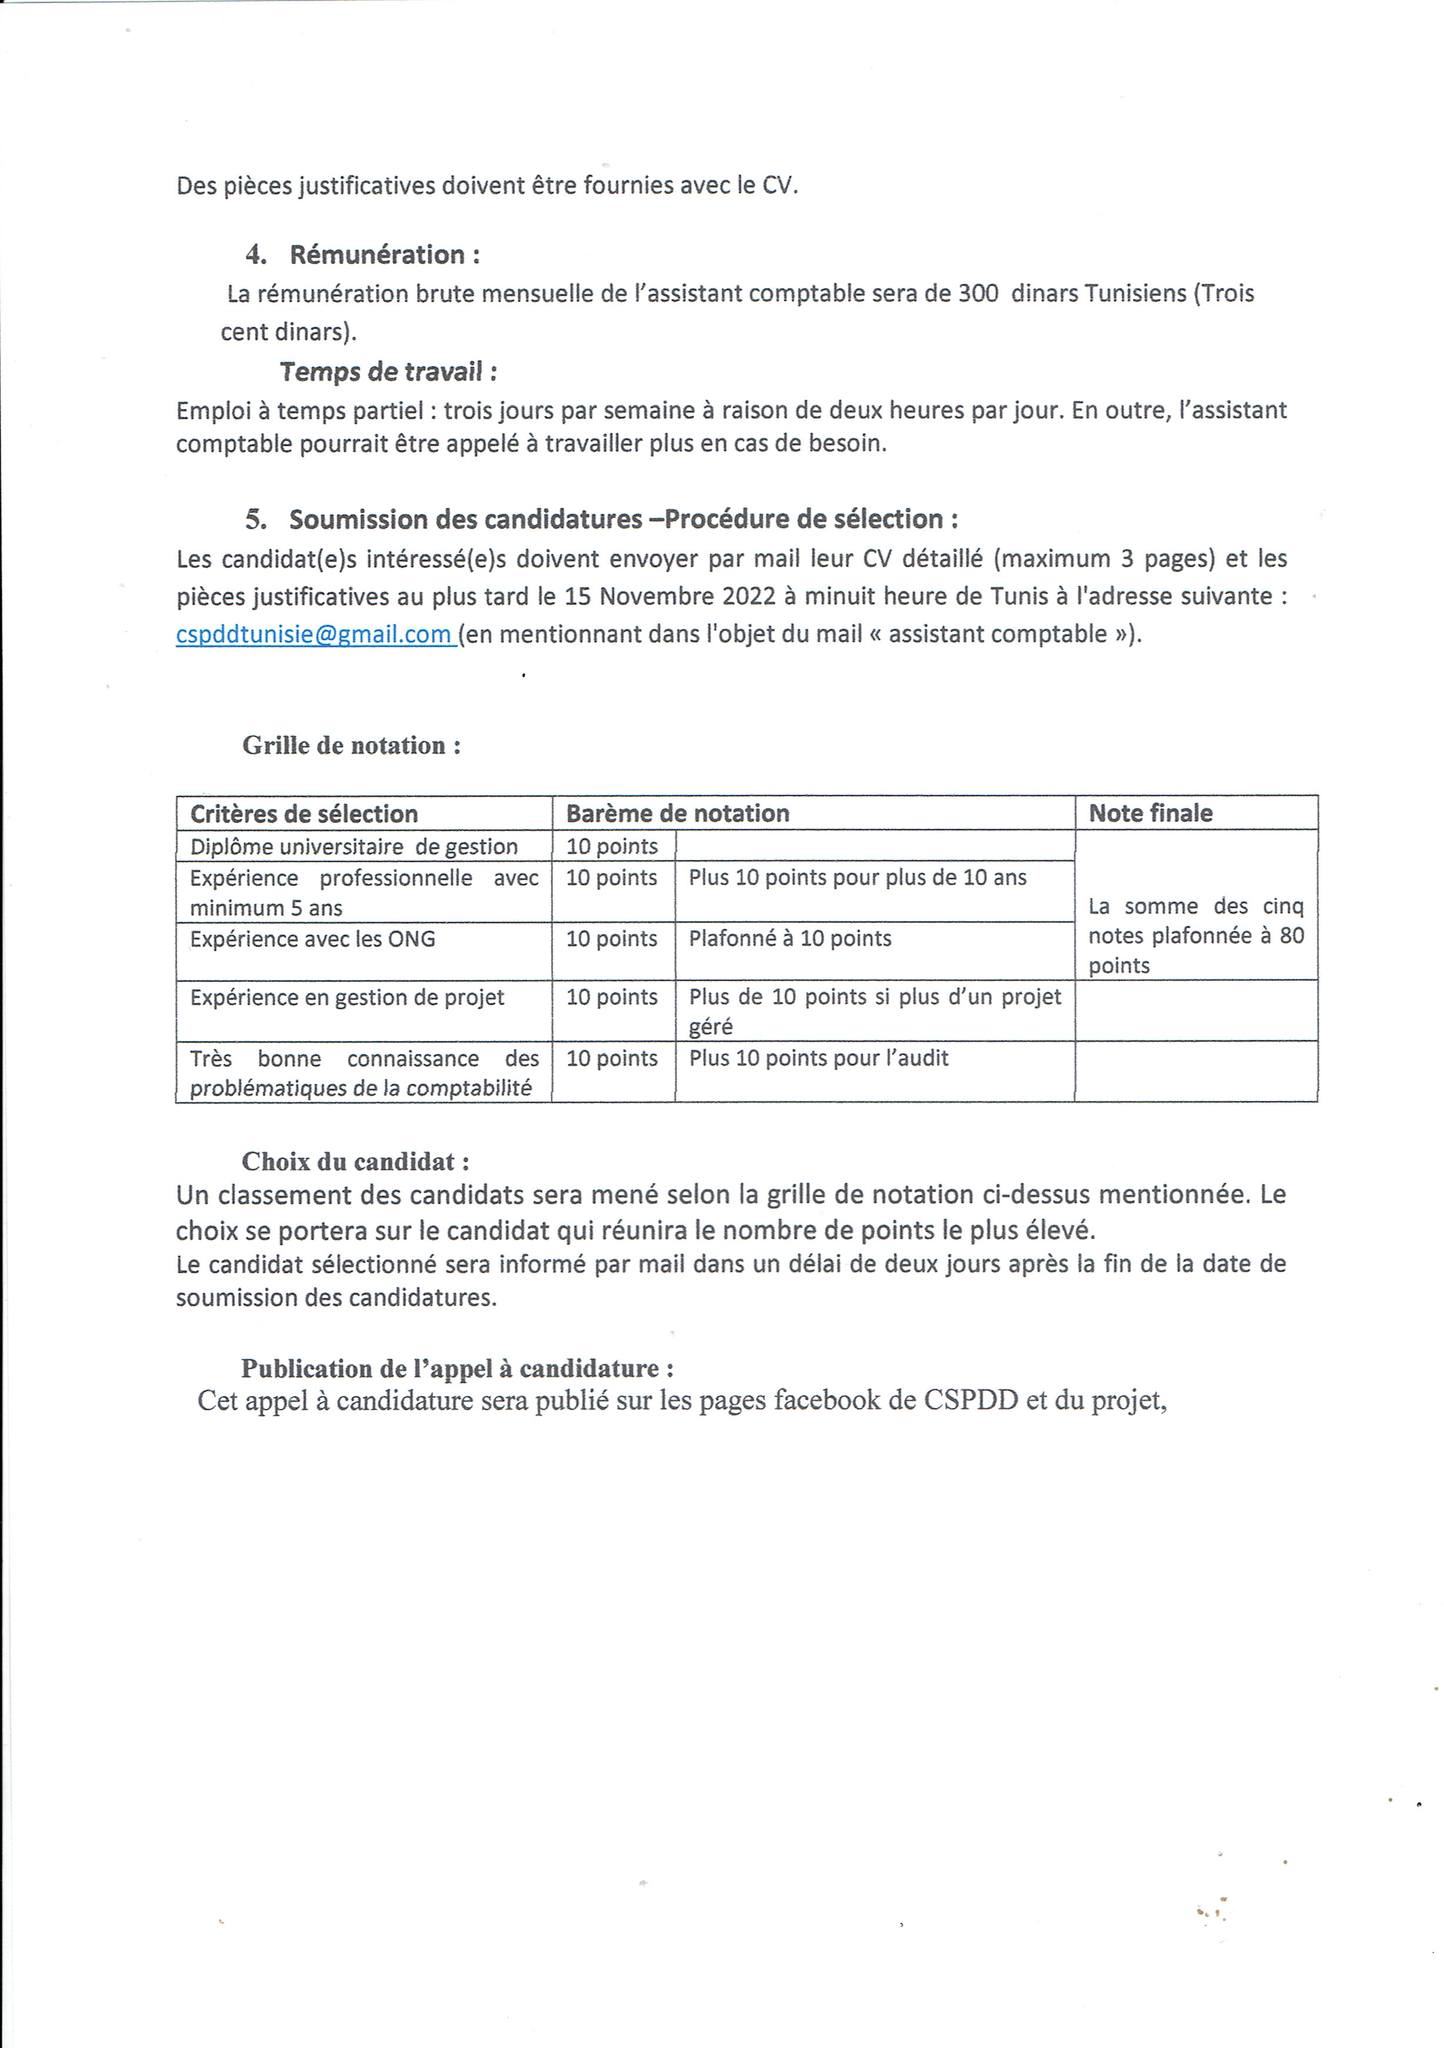 Des pièces justificatives doivent être fournies avec le CV.
4. Rémunération :
La rémunération brute mensuelle de l'assistant comptable sera de 300 dinars Tunisiens (Trois
cent dinars).
Temps de travail :
Emploi à temps partiel : trois jours par semaine à raison de deux heures par jour. En outre, l'assistant
comptable pourrait être appelé à travailler plus en cas de besoin.
5. Soumission des candidatures –Procédure de sélection :
Les candidat(e)s intéressé(e)s doivent envoyer par mail leur CV détaillé (maximum 3 pages) et les
pièces justificatives au plus tard le 15 Novembre 2022 à minuit heure de Tunis à l'adresse suivante :
cspddtunisie@gmail.com (en mentionnant dans l'objet du mail « assistant comptable »).
Grille de notation :
Critères de sélection Barème de notation Note finale
Diplôme universitaire de gestion 10 points
Expérience professionnelle avec 10 points Plus 10 points pour plus de 10 ans
minimum 5 ans
La somme des cinq
Expérience avec les ONG 10 points Plafonné à 10 points
notes plafonnée à 80
points
Expérience en gestion de projet 10 points Plus de 10 points si plus d'un projet
géré
Très bonne connaissance des 10 points Plus 10 points pour l'audit
problématiques de la comptabilité
Choix du candidat :
Un classement des candidats sera mené selon la grille de notation ci-dessus mentionnée. Le
choix se portera sur le candidat qui réunira le nombre de points le plus élevé.
Le candidat sélectionné sera informé par mail dans un délai de deux jours après la fin de la date de
soumission des candidatures.
Publication de l'appel à candidature :
Cet appel à candidature sera publié sur les pages facebook de CSPDD et du projet,